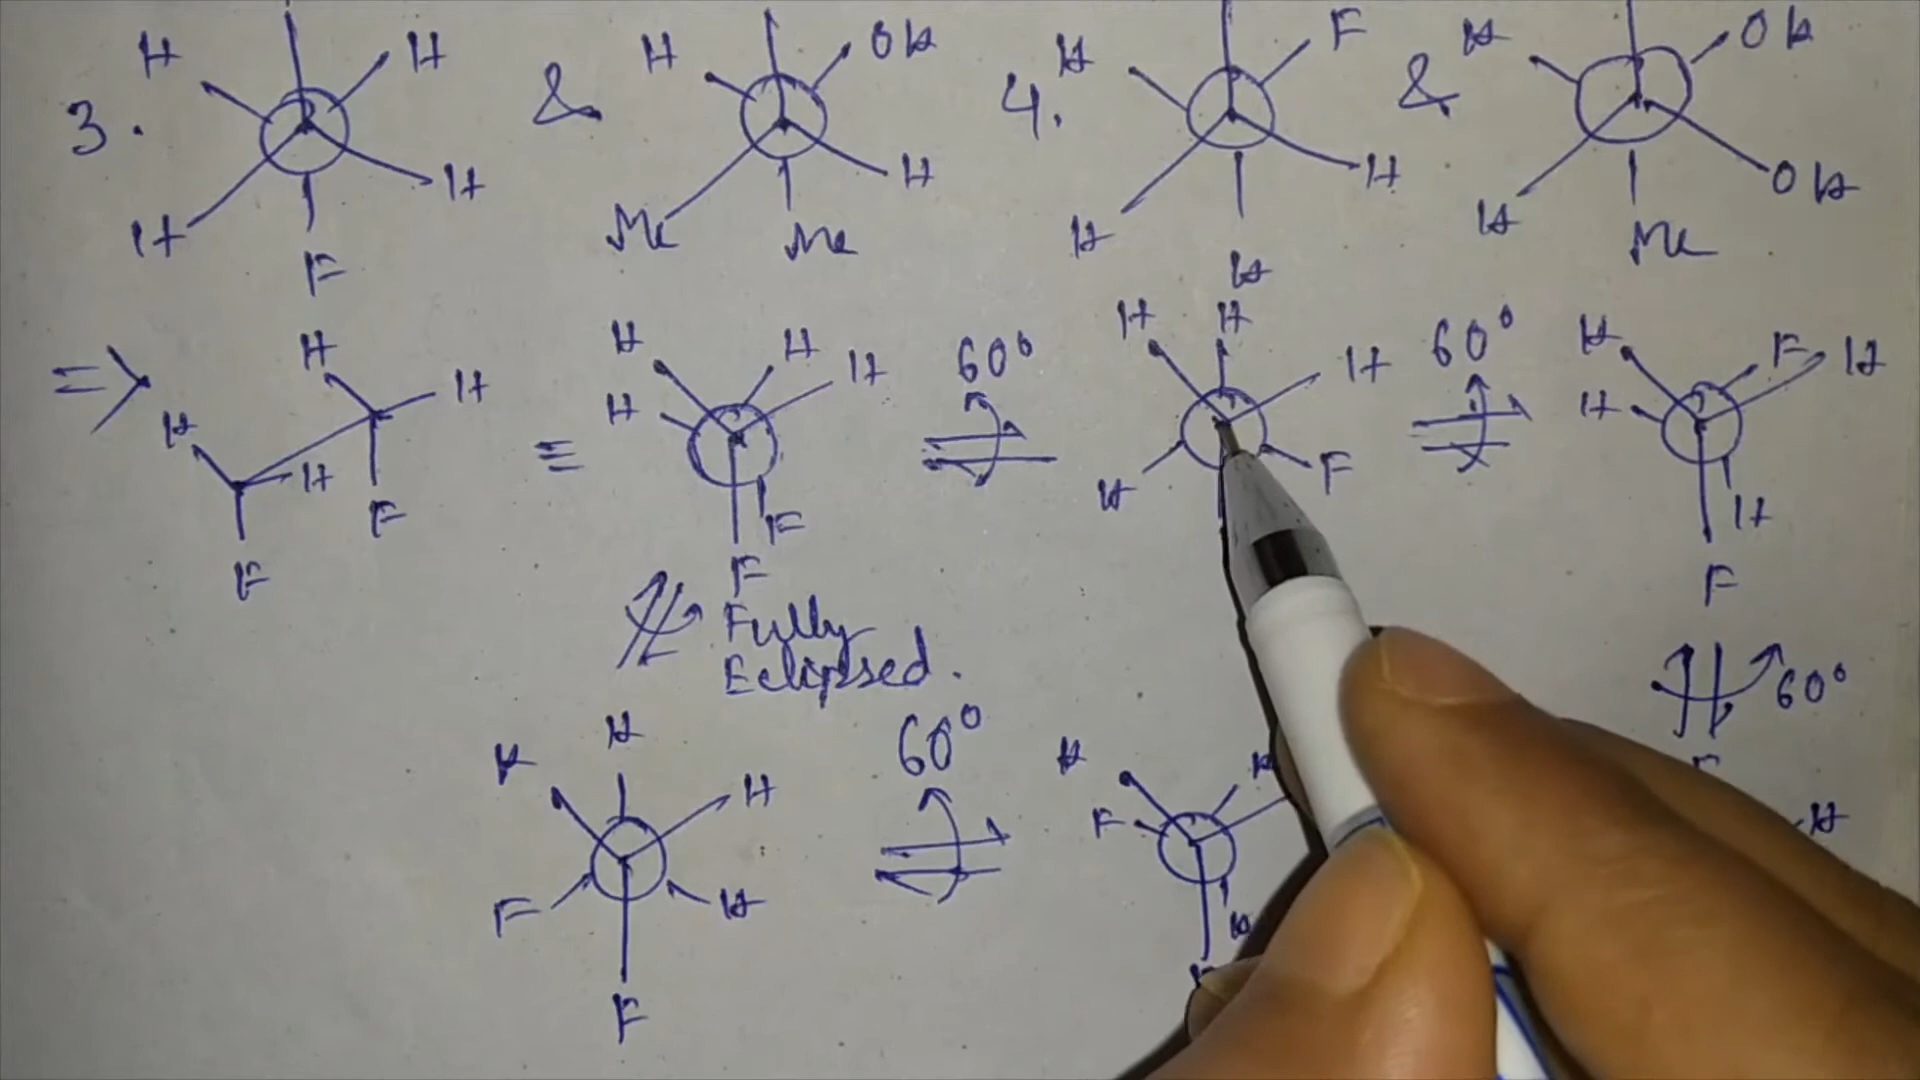 H H & H OH 4. H F & H OH
3.
H H Me H H H H OH
F Me H Me
H H H H H 60° H H H 60° H F H
H H F H ≡ H F F H F H H F
⇒
Fully
Eclipsed.
60°
H H H 60° H H H
F H F H
F